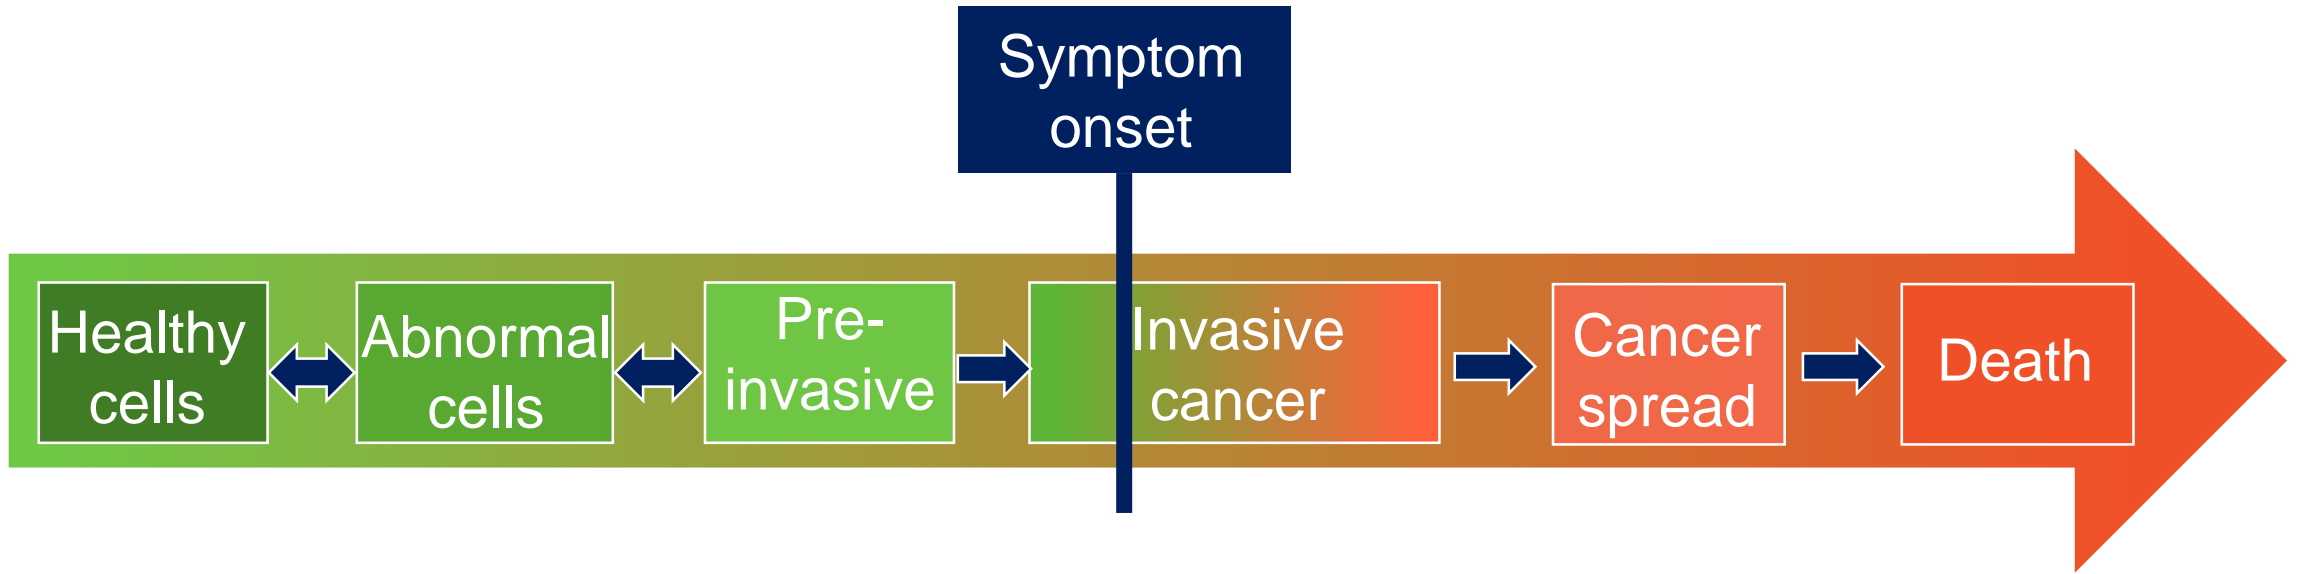 Symptom
onset
Healthy
cells
Abnormal
cells
Pre-
invasive
Invasive
cancer
Cancer
spread
Death